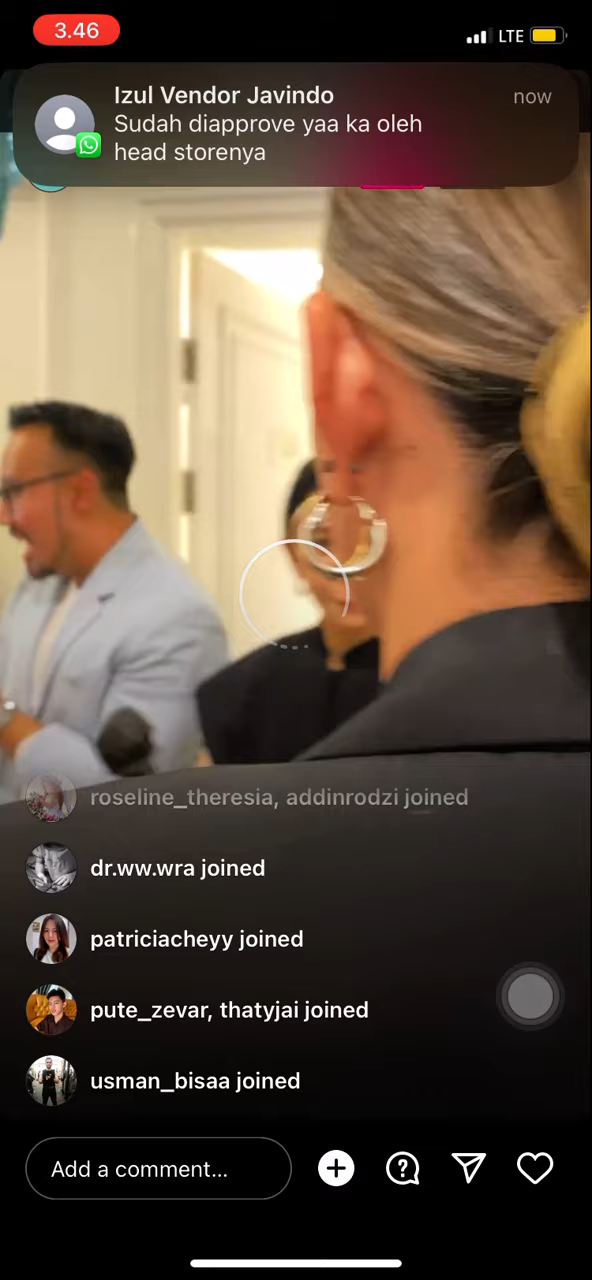 3.46
LTE
Izul Vendor Javindo
now
Sudah diapprove yaa ka oleh
head storenya
roseline_theresia, addinrodzi joined
dr.ww.wra joined
patriciacheyy joined
pute_zevar, thatyjai joined
usman_bisaa joined
Add a comment...